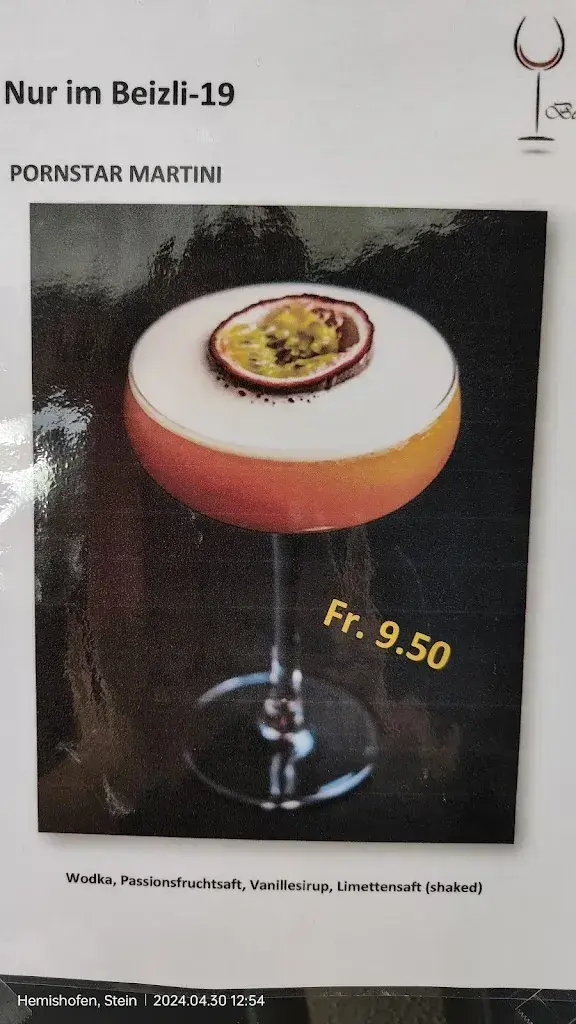 Nur im Beizli-19
PORNSTAR MARTINI
Fr. 9.50
Wodka, Passionsfruchtsaft, Vanillesirup, Limettensaft (shaked)
Hemishofen, Stein | 2024.04.30 12:54